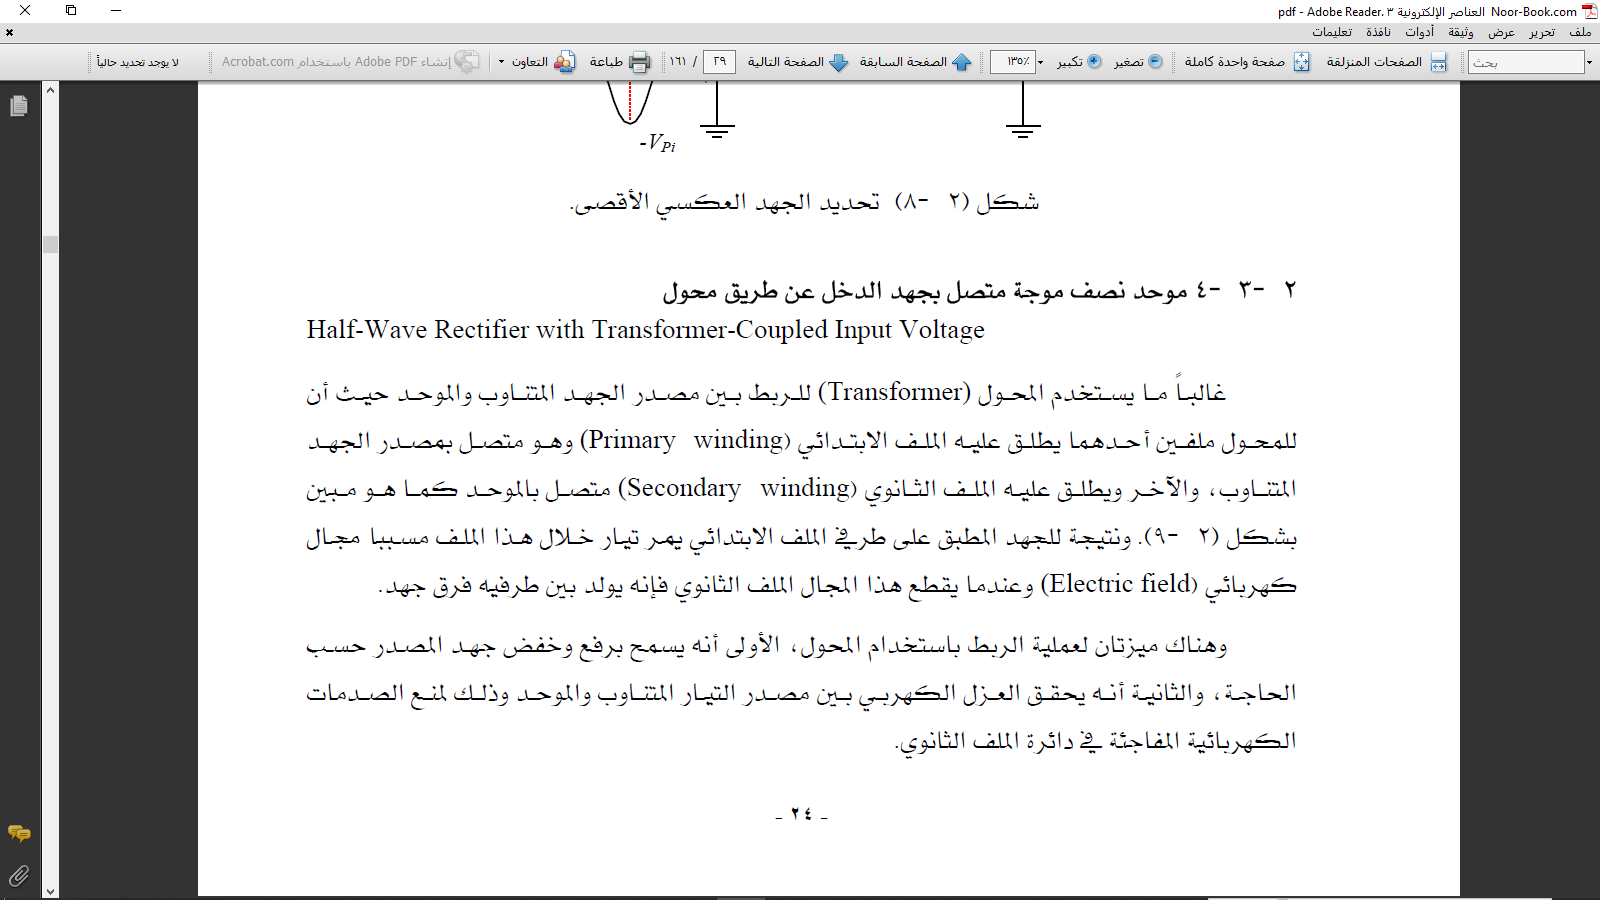 Noor-Book.com العناصر الإلكترونية ٣ .pdf - Adobe Reader
ملف تحرير عرض وثيقة أدوات نافذة تعليمات
بحث الصفحات المنزلقة صفحة واحدة كاملة تصغير تكبير ١٣٥٪ الصفحة السابقة الصفحة التالية ٢٩ / ١٦١ طباعة التعاون إنشاء Adobe PDF باستخدام Acrobat.com لا يوجد تحديد حالياً
-VPi
شكل (٢ -٨) تحديد الجهد العكسي الأقصى.
٢ -٣ -٤ موحد نصف موجة متصل بجهد الدخل عن طريق محول
Half-Wave Rectifier with Transformer-Coupled Input Voltage
غالباً ما يستخدم المحول (Transformer) للربط بين مصدر الجهد المتناوب والموحد حيث أن
للمحول ملفين أحدهما يطلق عليه الملف الابتدائي (Primary winding) وهو متصل بمصدر الجهد
المتناوب، والآخر ويطلق عليه الملف الثانوي (Secondary winding) متصل بالموحد كما هو مبين
بشكل (٢ -٩). ونتيجة للجهد المطبق على طرفي الملف الابتدائي يمر تيار خلال هذا الملف مسببا مجال
كهربائي (Electric field) وعندما يقطع هذا المجال الملف الثانوي فإنه يولد بين طرفيه فرق جهد.
وهناك ميزتان لعملية الربط باستخدام المحول، الأولى أنه يسمح برفع وخفض جهد المصدر حسب
الحاجة، والثانية أنه يحقق العزل الكهربي بين مصدر التيار المتناوب والموحد وذلك لمنع الصدمات
الكهربائية المفاجئة في دائرة الملف الثانوي.
- ٢٤ -